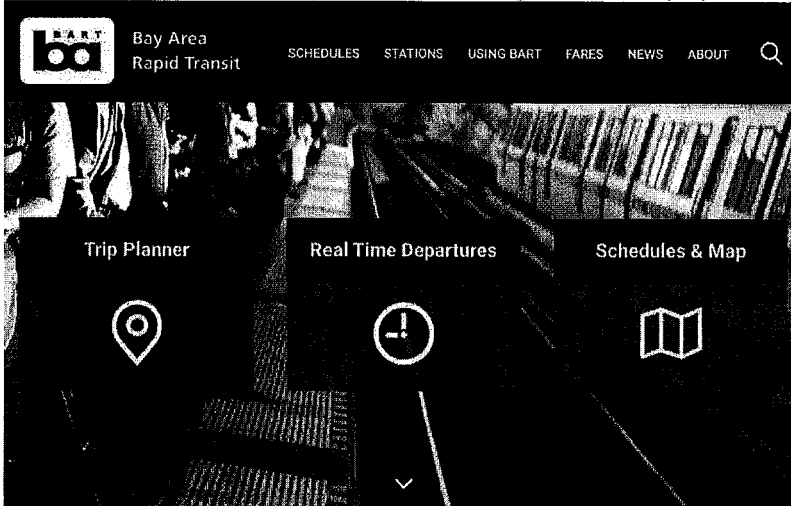 BART
ba
Bay Area
Rapid Transit
SCHEDULES STATIONS USING BART FARES NEWS ABOUT
Trip Planner Real Time Departures Schedules & Map